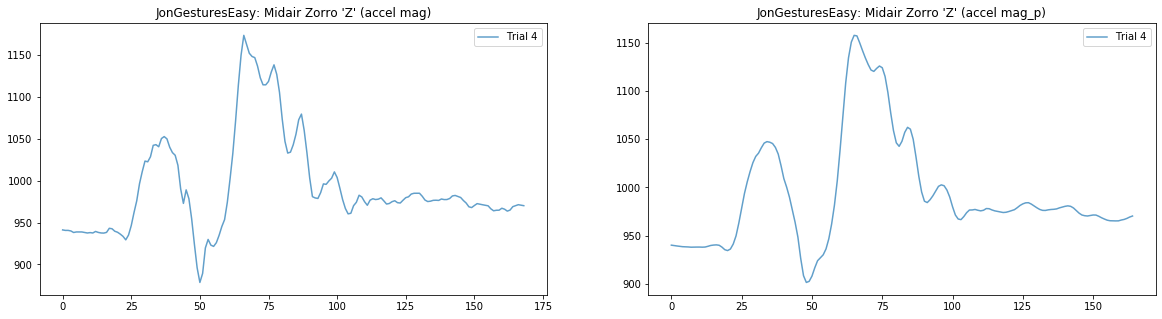 JonGesturesEasy: Midair Zorro 'Z' (accel mag)
Trial 4
1150
1100
1050
1000
950
900
0 25 50 75 100 125 150 175
JonGesturesEasy: Midair Zorro 'Z' (accel mag_p)
Trial 4
1150
1100
1050
1000
950
900
0 25 50 75 100 125 150